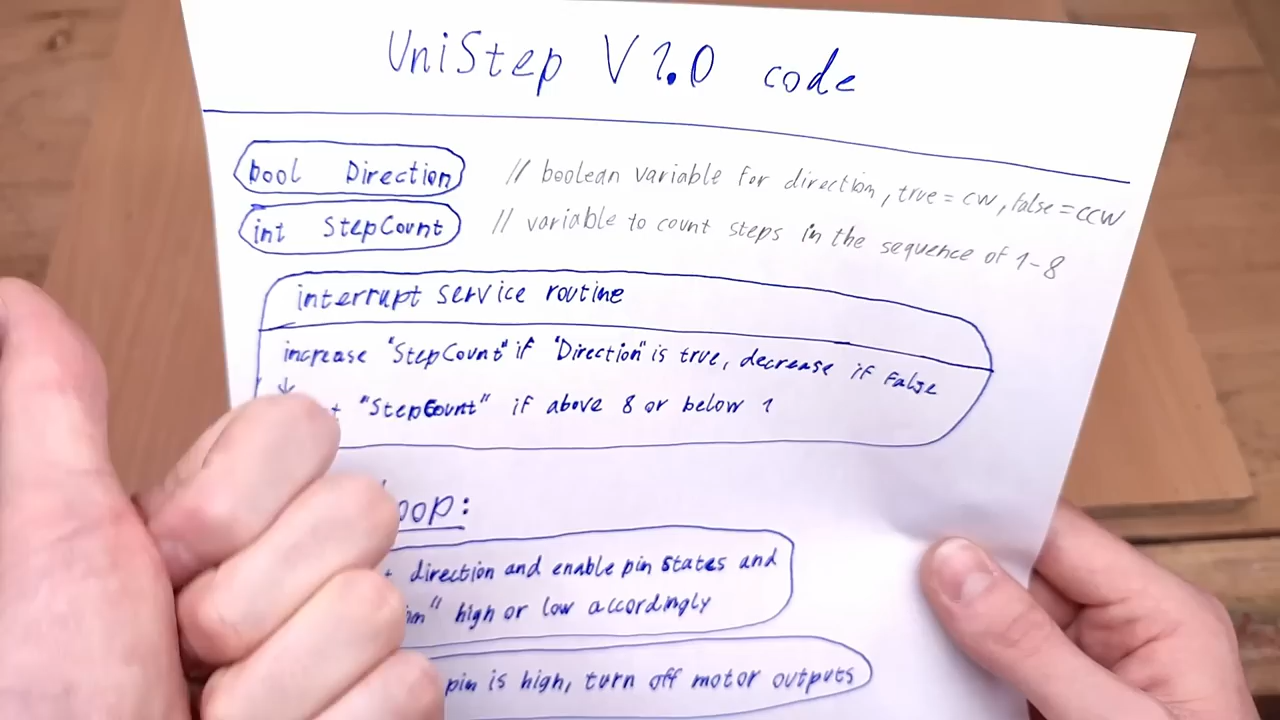 UniStep V1.0 code
bool Direction // boolean variable for direction, true = CW, false = CCW
int StepCount // variable to count steps in the sequence of 1-8
interrupt service routine
increase "StepCount" if "Direction" is true, decrease if false
↓
"StepCount" if above 8 or below 1
oop:
direction and enable pin states and
" high or low accordingly
pin is high, turn off motor outputs